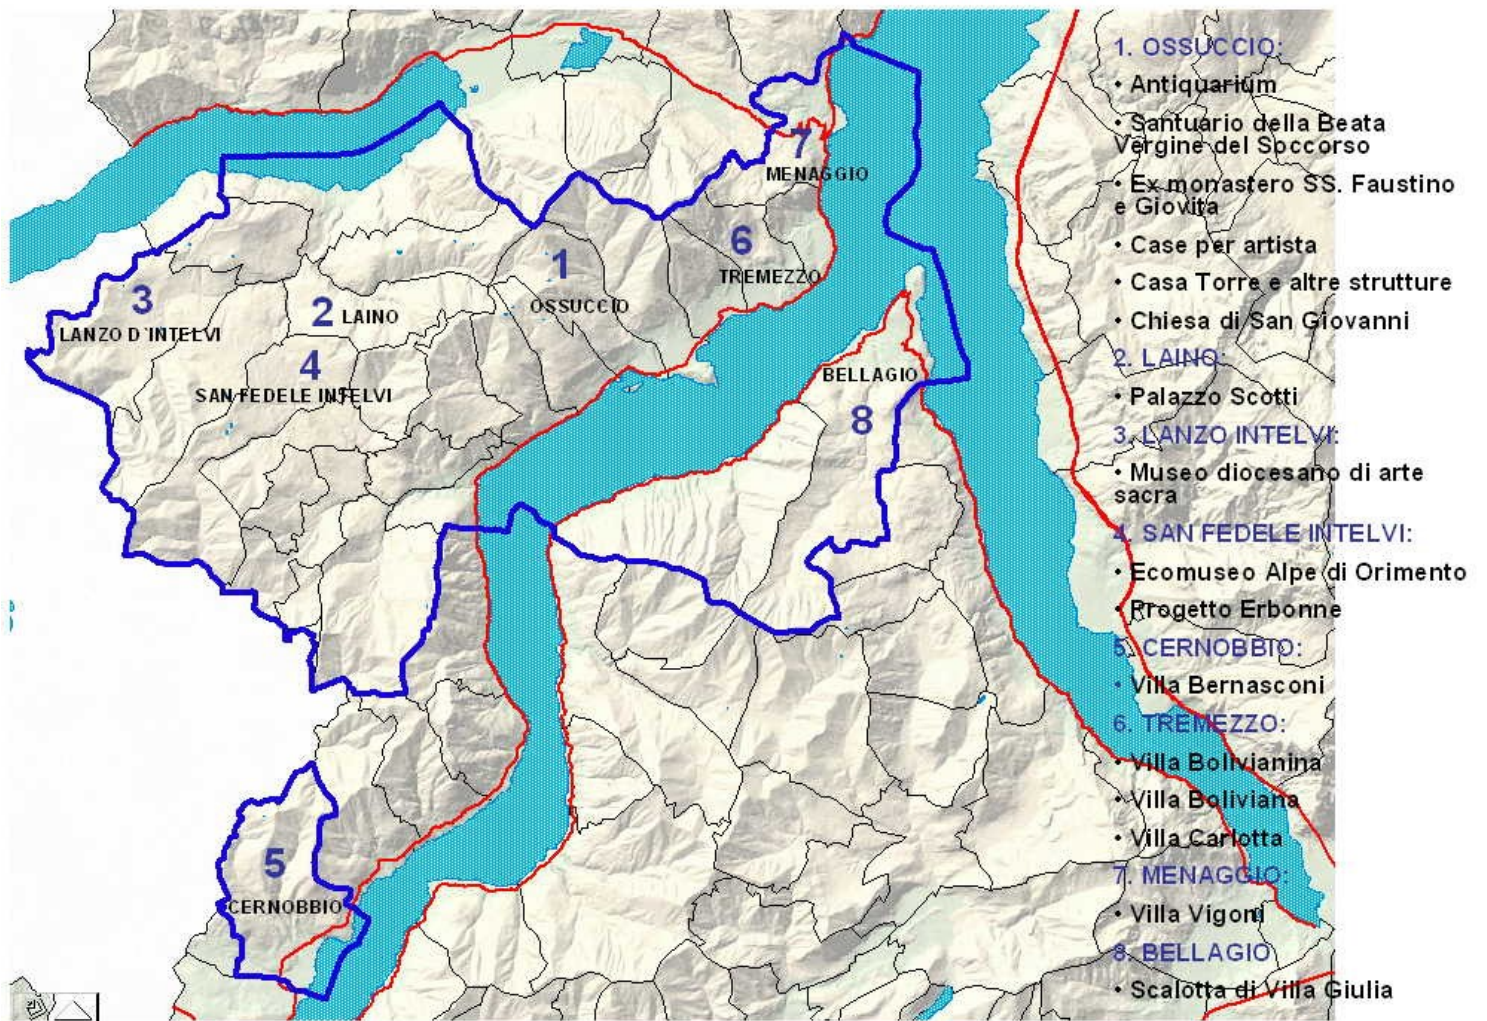 1. OSSUCCIO:
• Antiquarium
• Santuario della Beata
Vergine del Soccorso
• Ex monastero SS. Faustino
e Giovita
• Case per artista
• Casa Torre e altre strutture
• Chiesa di San Giovanni
2. LAINO:
• Palazzo Scotti
3. LANZO INTELVI:
• Museo diocesano di arte
sacra
4. SAN FEDELE INTELVI:
• Ecomuseo Alpe di Orimento
• Progetto Erbonne
5. CERNOBBIO:
• Villa Bernasconi
6. TREMEZZO:
• Villa Bolivianina
• Villa Boliviana
• Villa Carlotta
7. MENAGGIO:
• Villa Vigoni
8. BELLAGIO
• Scalotta di Villa Giulia
7
MENAGGIO
6
TREMEZZO
1
OSSUCCIO
3
LANZO D'INTELVI
2 LAINO
4
SAN FEDELE INTELVI
BELLAGIO
8
5
CERNOBBIO